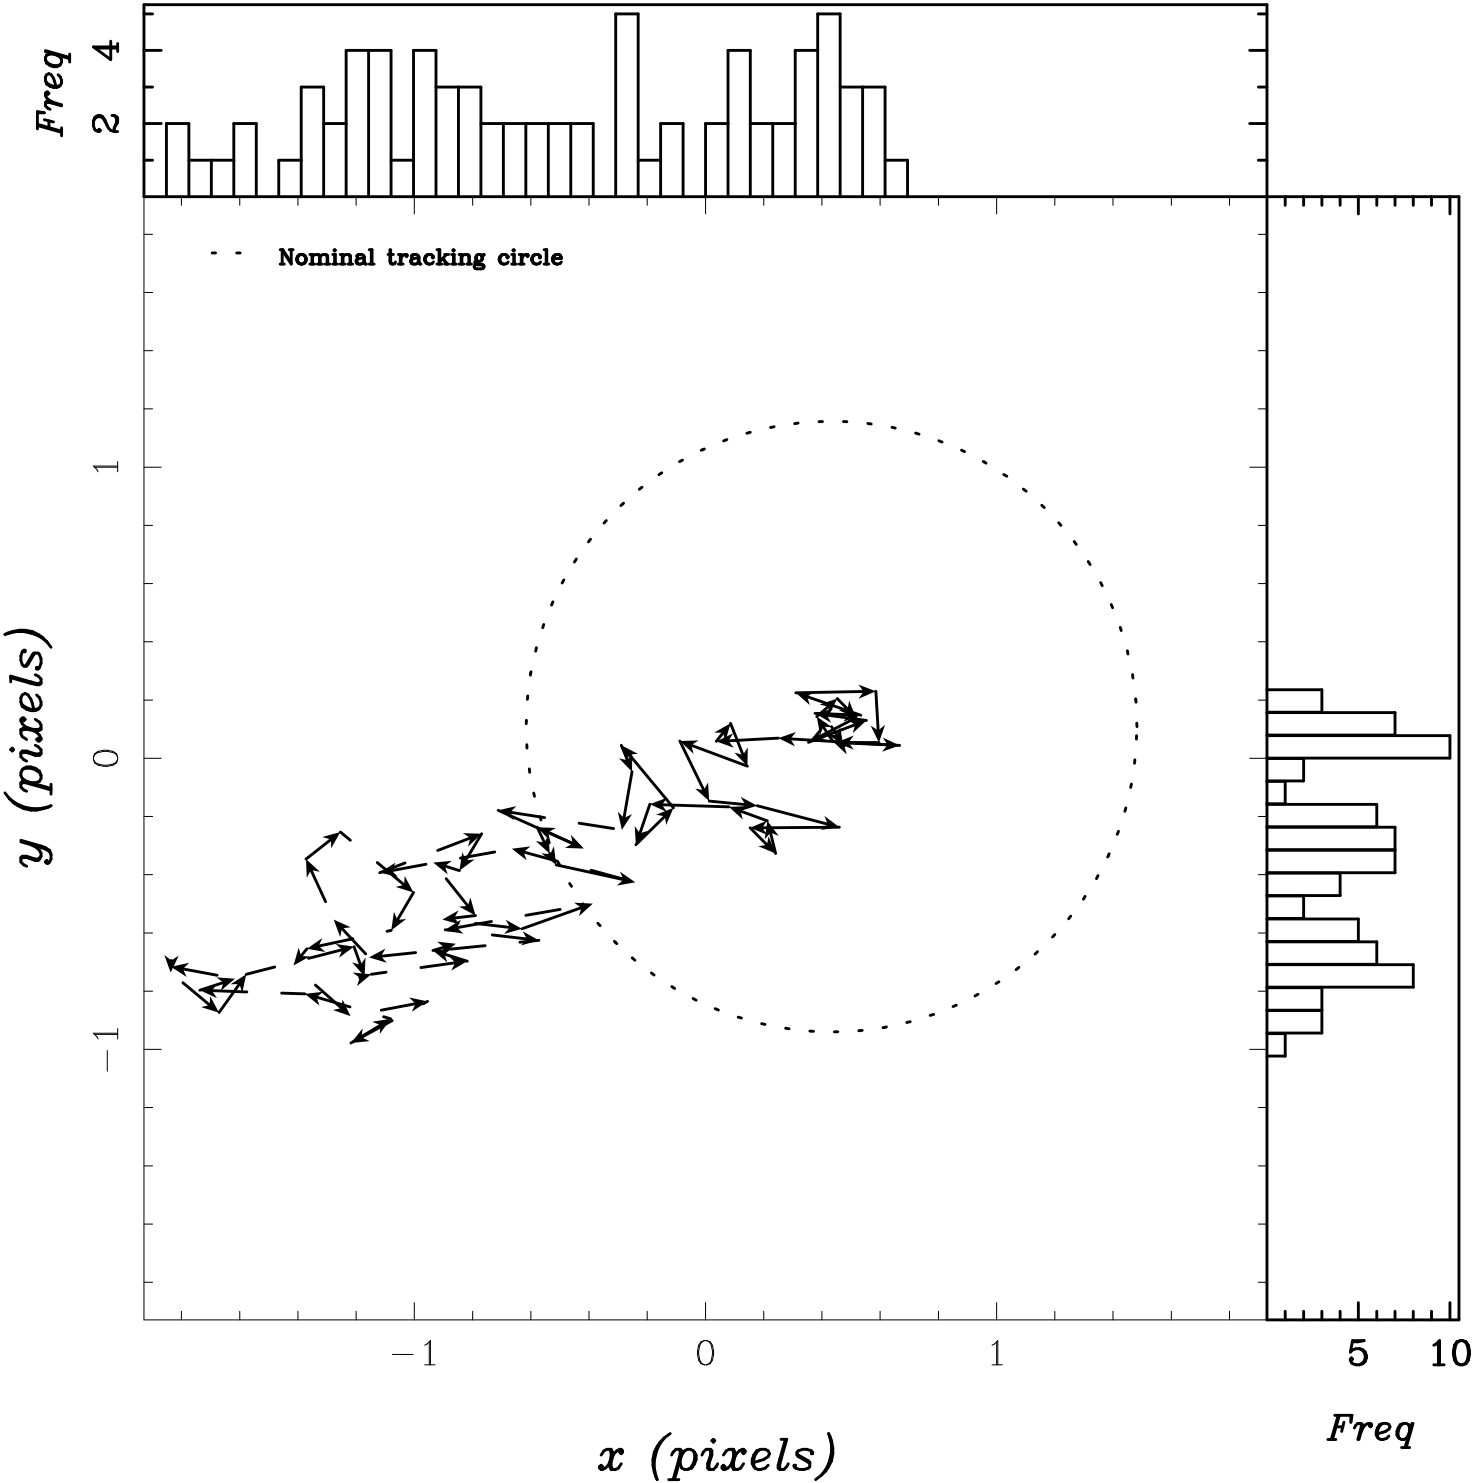 Freq
4
2
Nominal tracking circle
y (pixels)
1
0
−1
−1 0 1
5 10
x (pixels)
Freq